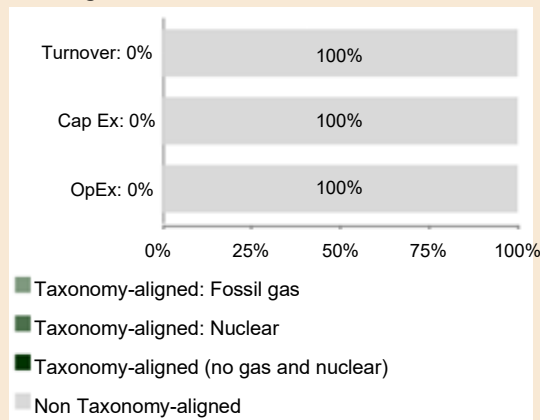 Turnover: 0% 100%
Cap Ex: 0% 100%
OpEx: 0% 100%
0% 25% 50% 75% 100%
Taxonomy-aligned: Fossil gas
Taxonomy-aligned: Nuclear
Taxonomy-aligned (no gas and nuclear)
Non Taxonomy-aligned